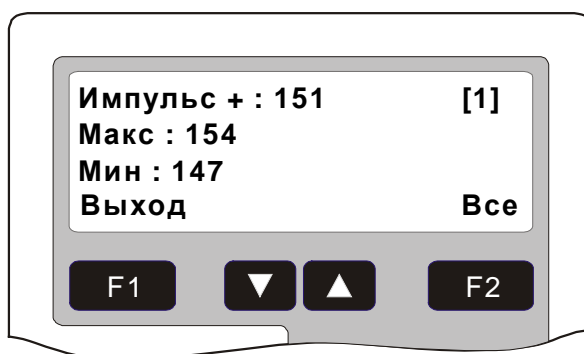 Импульс + : 151 [1]
Макс : 154
Мин : 147
Выход Все
F1 ▼ ▲ F2